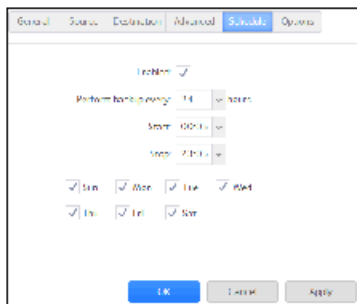 General Source Destination Advanced Schedule Options
Enabled:
Perform backup every: 24 hours
Start:
Stop:
Sun Mon Tue Wed
Thu Fri Sat
OK Cancel Apply